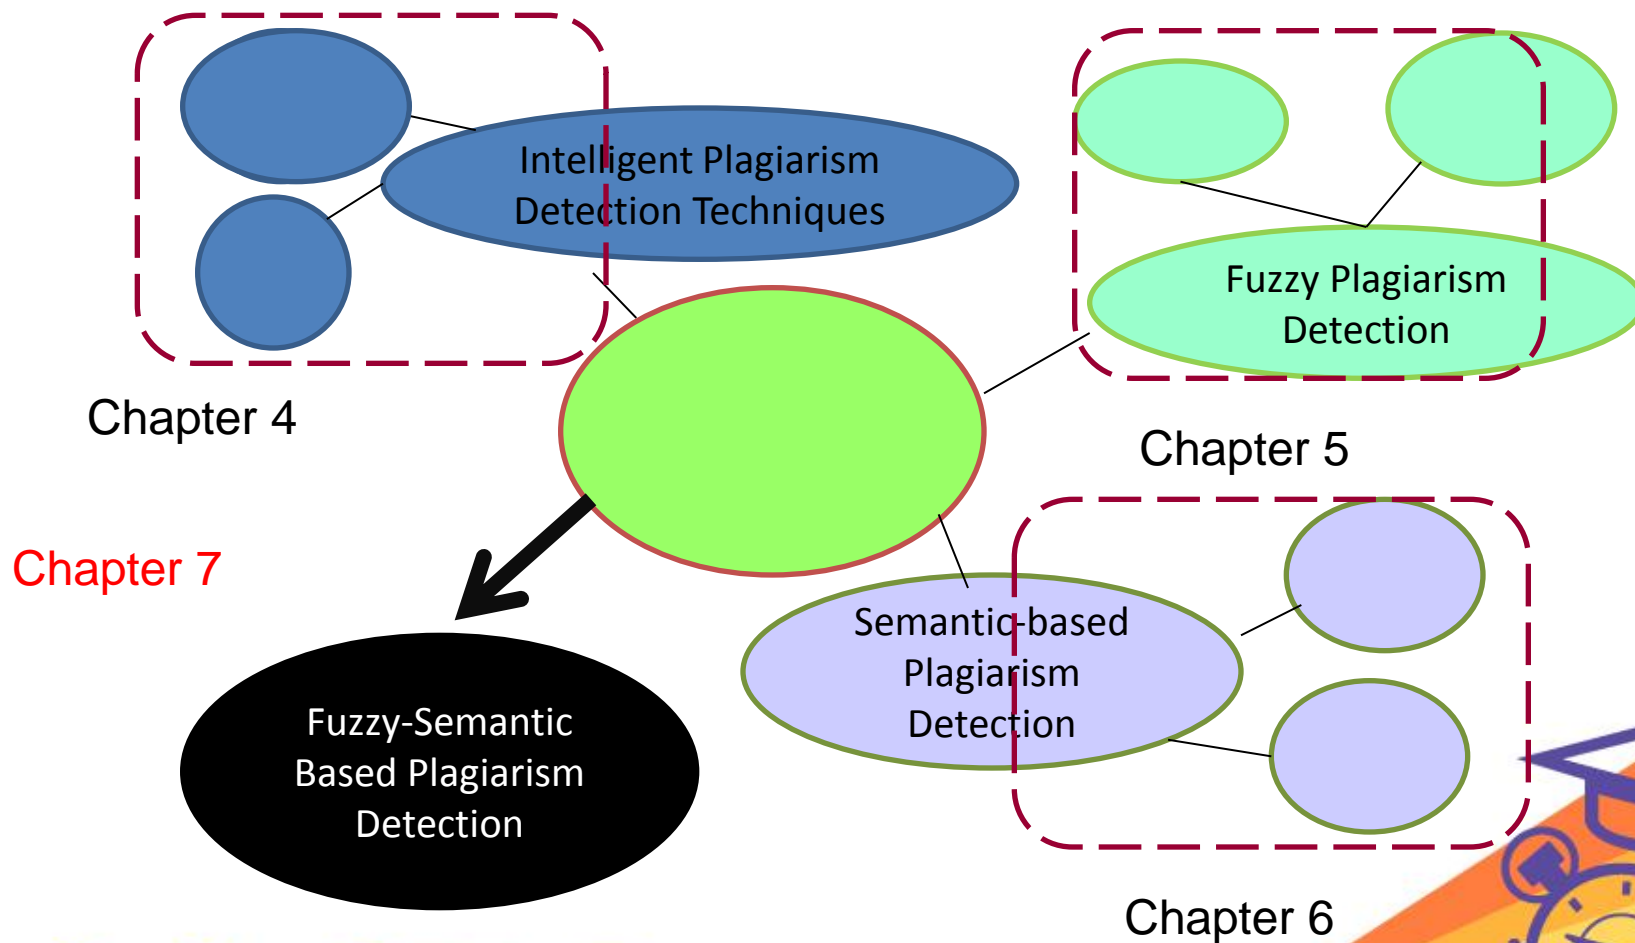 Intelligent Plagiarism
Detection Techniques
Chapter 4
Fuzzy Plagiarism
Detection
Chapter 5
Chapter 7
Fuzzy-Semantic
Based Plagiarism
Detection
Semantic-based
Plagiarism
Detection
Chapter 6